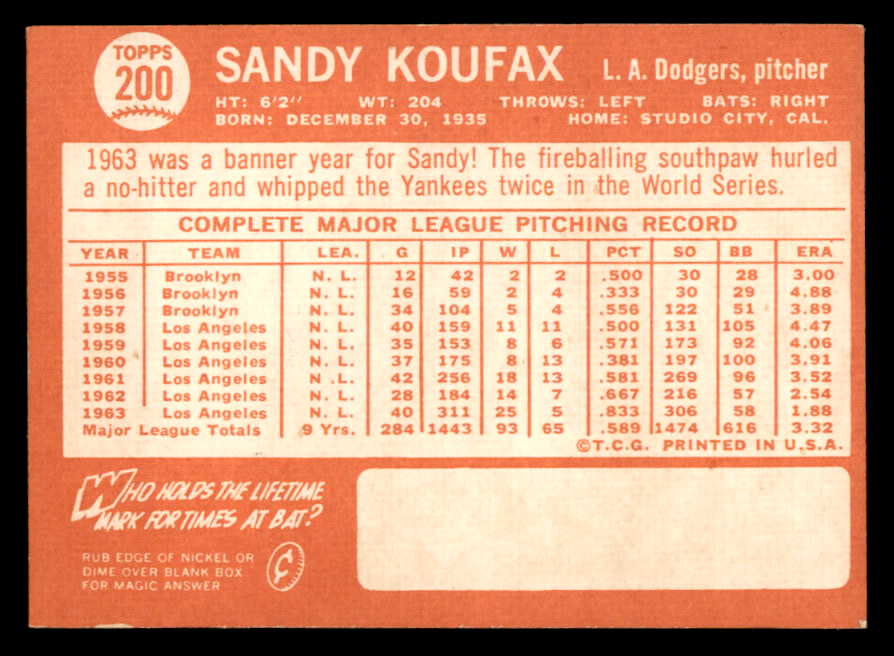 TOPPS
200
SANDY KOUFAX L. A. Dodgers, pitcher
HT: 6'2" WT: 204 THROWS: LEFT BATS: RIGHT
BORN: DECEMBER 30, 1935 HOME: STUDIO CITY, CAL.
1963 was a banner year for Sandy! The fireballing southpaw hurled
a no-hitter and whipped the Yankees twice in the World Series.
COMPLETE MAJOR LEAGUE PITCHING RECORD
YEAR TEAM LEA. G IP W L PCT SO BB ERA
1955 Brooklyn N. L. 12 42 2 2 .500 30 28 3.00
1956 Brooklyn N. L. 16 59 2 4 .333 30 29 4.88
1957 Brooklyn N. L. 34 104 5 4 .556 122 51 3.89
1958 Los Angeles N. L. 40 159 11 11 .500 131 105 4.47
1959 Los Angeles N. L. 35 153 8 6 .571 173 92 4.06
1960 Los Angeles N. L. 37 175 8 13 .381 197 100 3.91
1961 Los Angeles N .L. 42 256 18 13 .581 269 96 3.52
1962 Los Angeles N. L. 28 184 14 7 .667 216 57 2.54
1963 Los Angeles N. L. 40 311 25 5 .833 306 58 1.88
Major League Totals 9 Yrs. 284 1443 93 65 .589 1474 616 3.32
©T.C.G. PRINTED IN U.S.A.
WHO HOLDS THE LIFETIME
MARK FOR TIMES AT BAT?
RUB EDGE OF NICKEL OR
DIME OVER BLANK BOX
FOR MAGIC ANSWER
¢